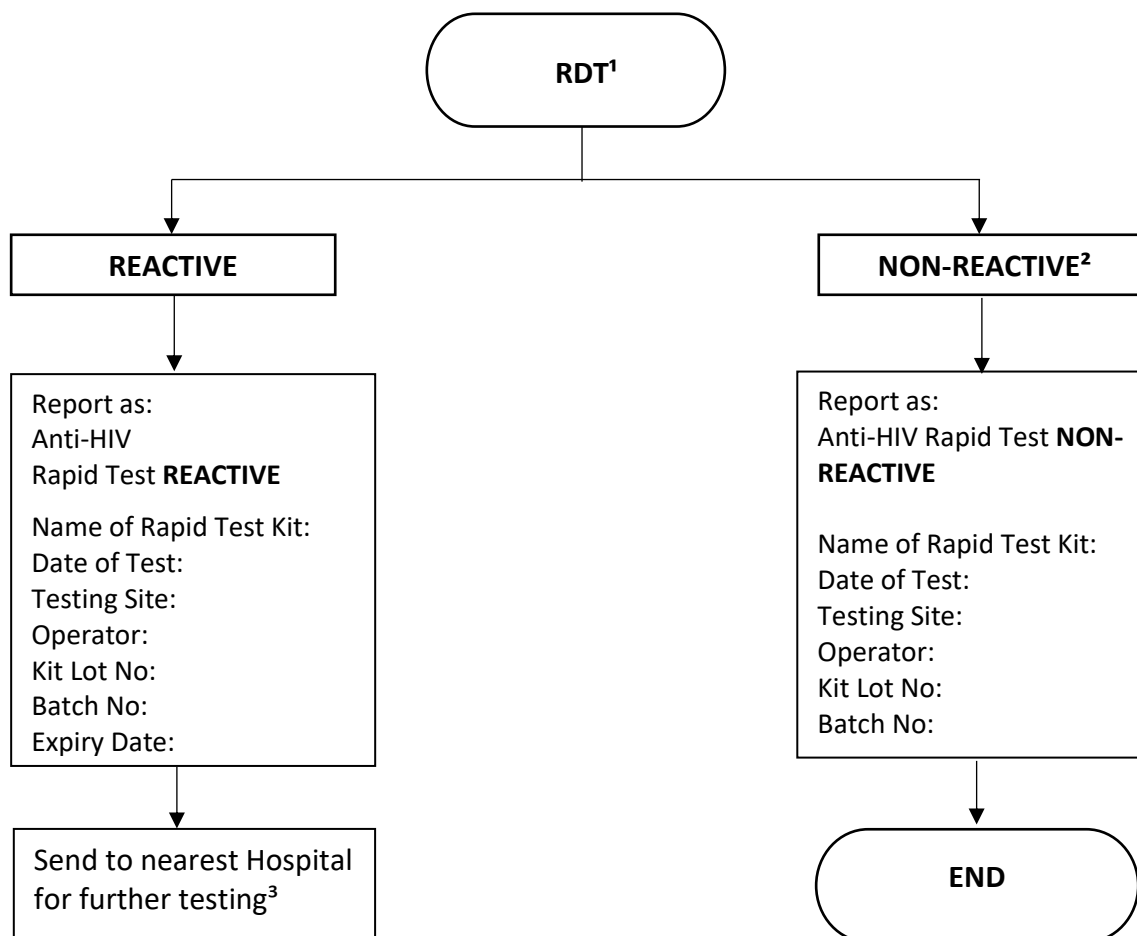 RDT¹
REACTIVE
NON-REACTIVE²
Report as:
Anti-HIV
Rapid Test REACTIVE
Name of Rapid Test Kit:
Date of Test:
Testing Site:
Operator:
Kit Lot No:
Batch No:
Expiry Date:
Report as:
Anti-HIV Rapid Test NON-
REACTIVE
Name of Rapid Test Kit:
Date of Test:
Testing Site:
Operator:
Kit Lot No:
Batch No:
Send to nearest Hospital
for further testing³
END